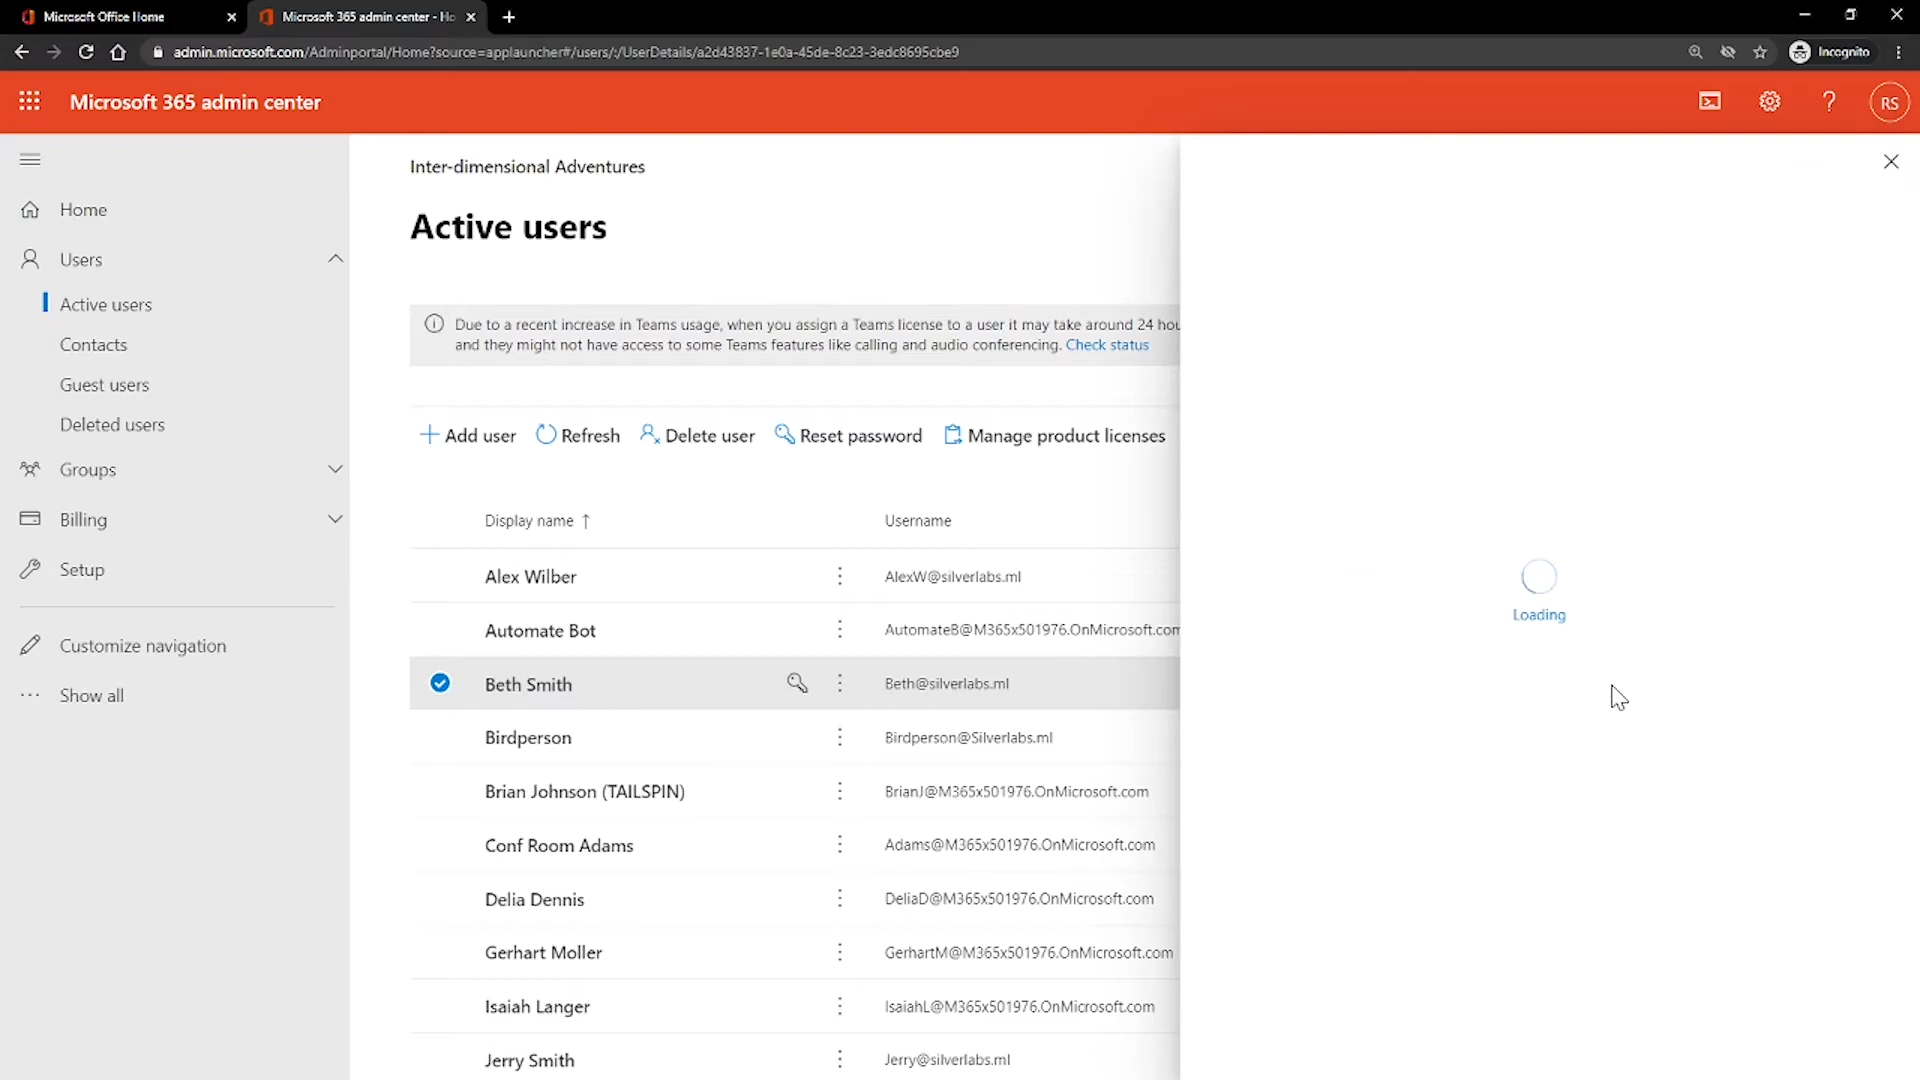 Microsoft Office Home
Microsoft 365 admin center - Ho
admin.microsoft.com/Adminportal/Home?source=applauncher#/users/:/UserDetails/a2d43837-1e0a-45de-8c23-3edc8695cbe9
Incognito
Microsoft 365 admin center
RS
Home
Users
Active users
Contacts
Guest users
Deleted users
Groups
Billing
Setup
Customize navigation
Show all
Inter-dimensional Adventures
Active users
Due to a recent increase in Teams usage, when you assign a Teams license to a user it may take around 24 hou
and they might not have access to some Teams features like calling and audio conferencing. Check status
Add user Refresh Delete user Reset password Manage product licenses
Display name ↑ Username
Alex Wilber AlexW@silverlabs.ml
Automate Bot AutomateB@M365x501976.OnMicrosoft.com
Beth Smith Beth@silverlabs.ml
Birdperson Birdperson@Silverlabs.ml
Brian Johnson (TAILSPIN) BrianJ@M365x501976.OnMicrosoft.com
Conf Room Adams Adams@M365x501976.OnMicrosoft.com
Delia Dennis DeliaD@M365x501976.OnMicrosoft.com
Gerhart Moller GerhartM@M365x501976.OnMicrosoft.com
Isaiah Langer IsaiahL@M365x501976.OnMicrosoft.com
Jerry Smith Jerry@silverlabs.ml
Loading